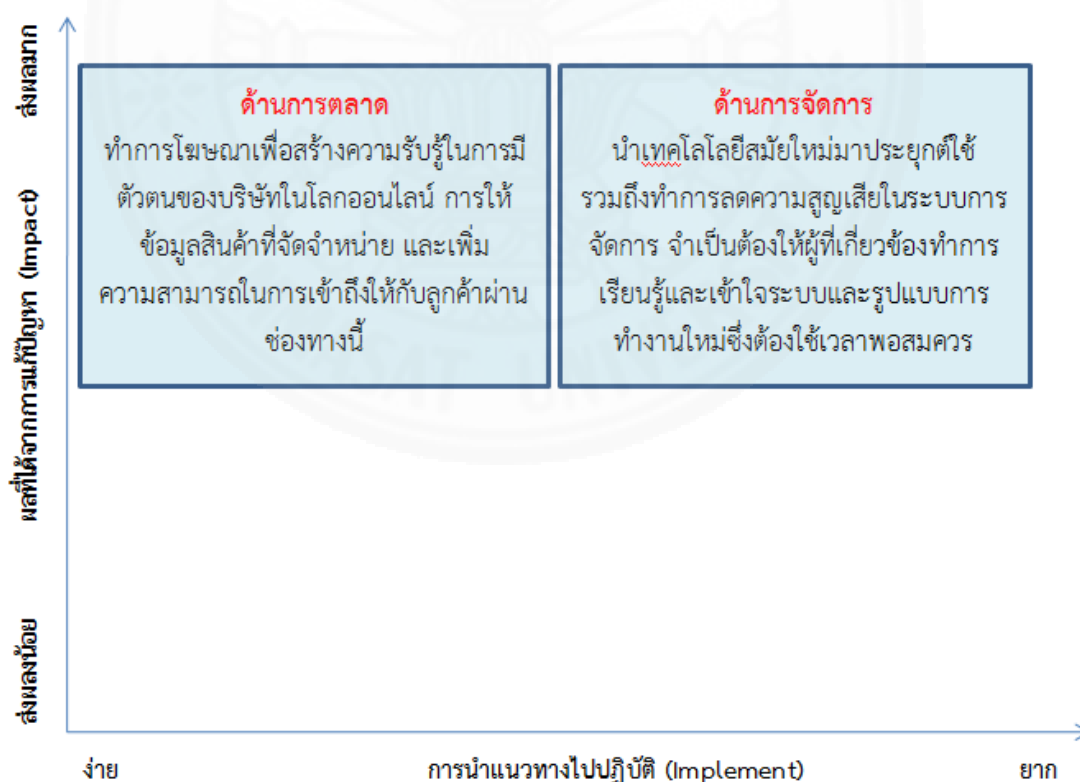 ส่งผลมาก
ผลที่ได้จากการแก้ปัญหา (Impact)
ส่งผลงน้อย
ด้านการตลาด
ทำการโฆษณาเพื่อสร้างความรับรู้ในการมี
ตัวตนของบริษัทในโลกออนไลน์ การให้
ข้อมูลสินค้าที่จัดจำหน่าย และเพิ่ม
ความสามารถในการเข้าถึงให้กับลูกค้าผ่าน
ช่องทางนี้
ด้านการจัดการ
นำเทคโลโลยีสมัยใหม่มาประยุกต์ใช้
รวมถึงทำการลดความสูญเสียในระบบการ
จัดการ จำเป็นต้องให้ผู้ที่เกี่ยวข้องทำการ
เรียนรู้และเข้าใจระบบและรูปแบบการ
ทำงานใหม่ซึ่งต้องใช้เวลาพอสมควร
ง่าย
การนำแนวทางไปปฏิบัติ (Implement)
ยาก